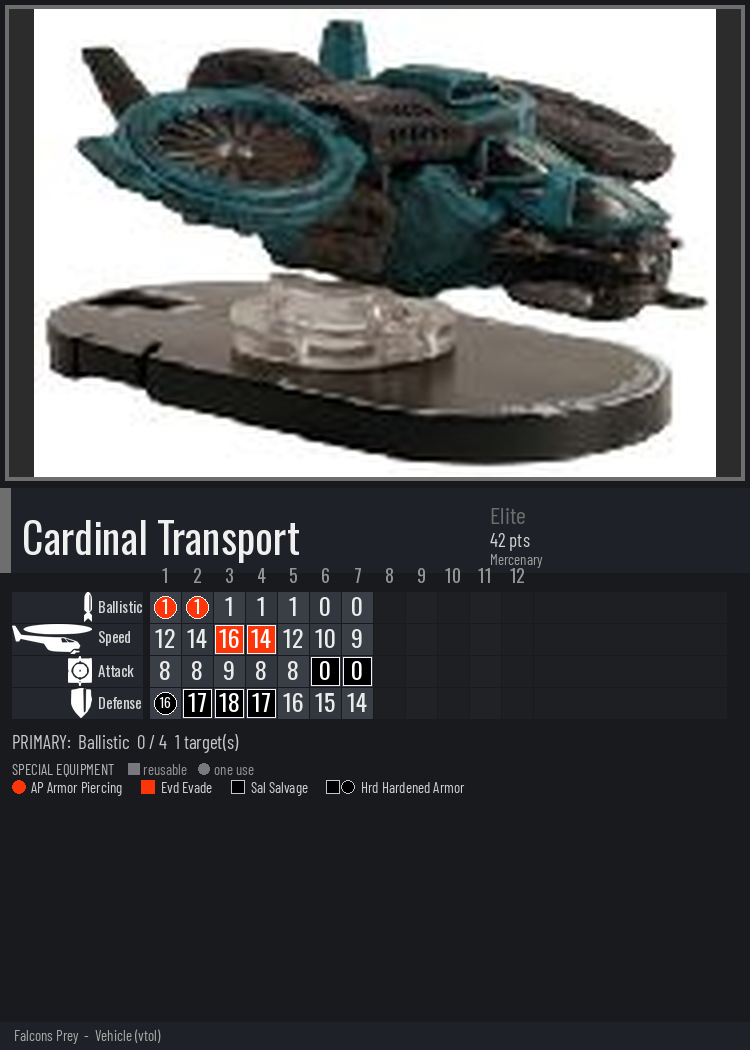 Cardinal Transport
Elite
42 pts
Mercenary
1 2 3 4 5 6 7 8 9 10 11 12
Ballistic 1 1 1 1 1 0 0
Speed 12 14 16 14 12 10 9
Attack 8 8 9 8 8 0 0
Defense 16 17 18 17 16 15 14
PRIMARY: Ballistic 0 / 4 1 target(s)
SPECIAL EQUIPMENT reusable one use
AP Armor Piercing Evd Evade Sal Salvage Hrd Hardened Armor
Falcons Prey - Vehicle (vtol)